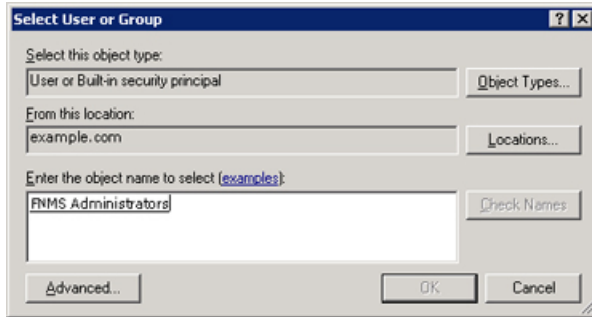 Select User or Group
Select this object type:
User or Built-in security principal
Object Types...
From this location:
example.com
Locations...
Enter the object name to select (examples):
FNMS Administrators
Check Names
Advanced...
OK
Cancel